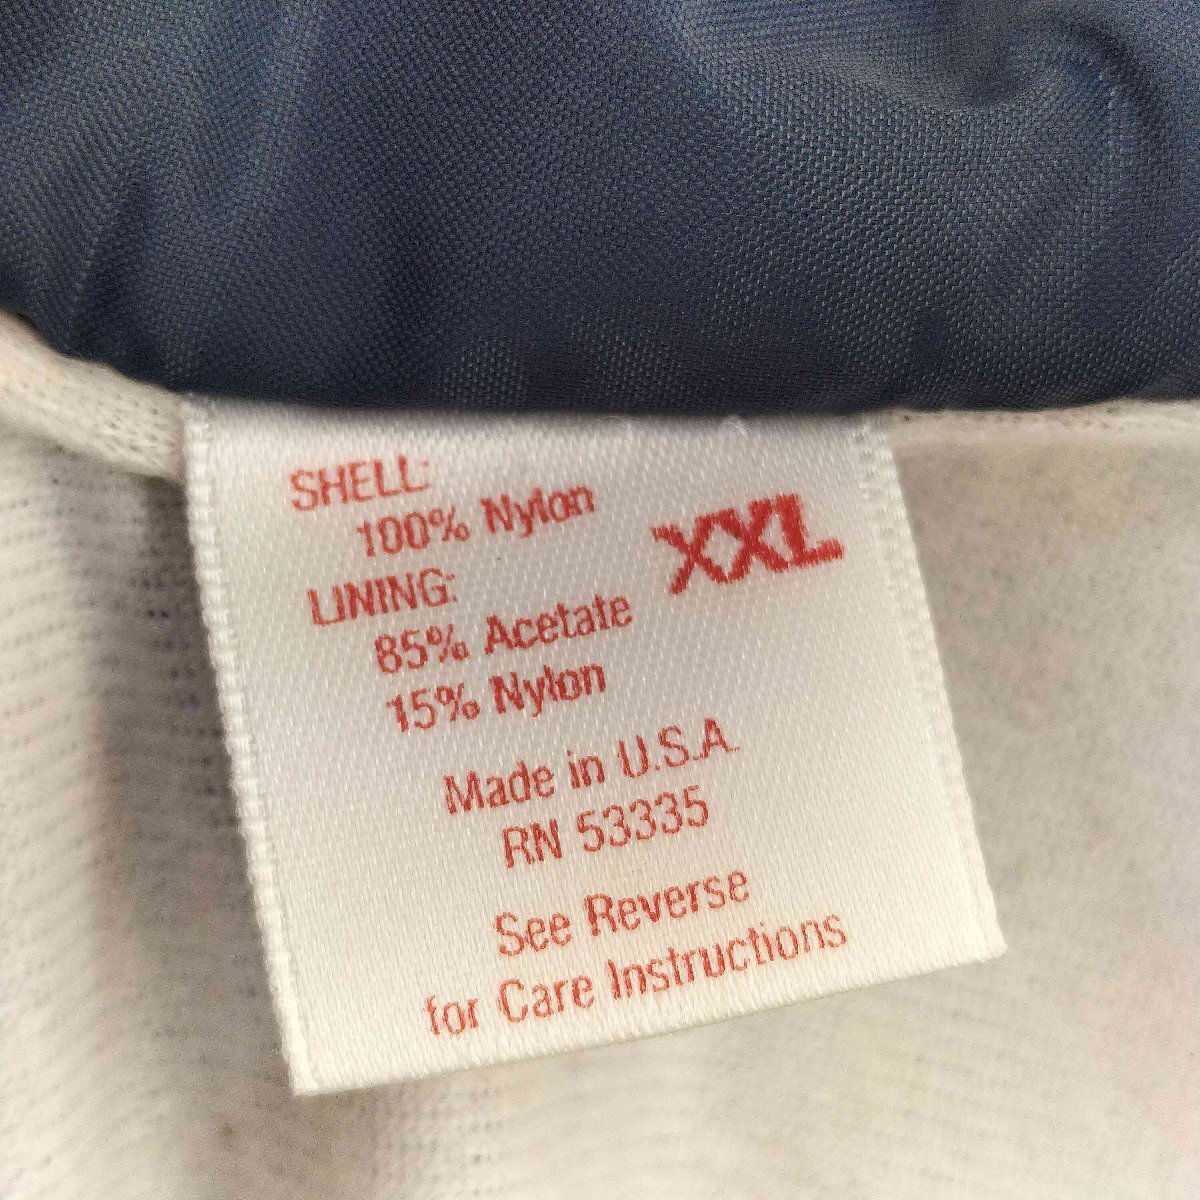 SHELL:
100% Nylon
XXL
LINING:
85% Acetate
15% Nylon
Made in U.S.A.
RN 53335
See Reverse
for Care Instructions